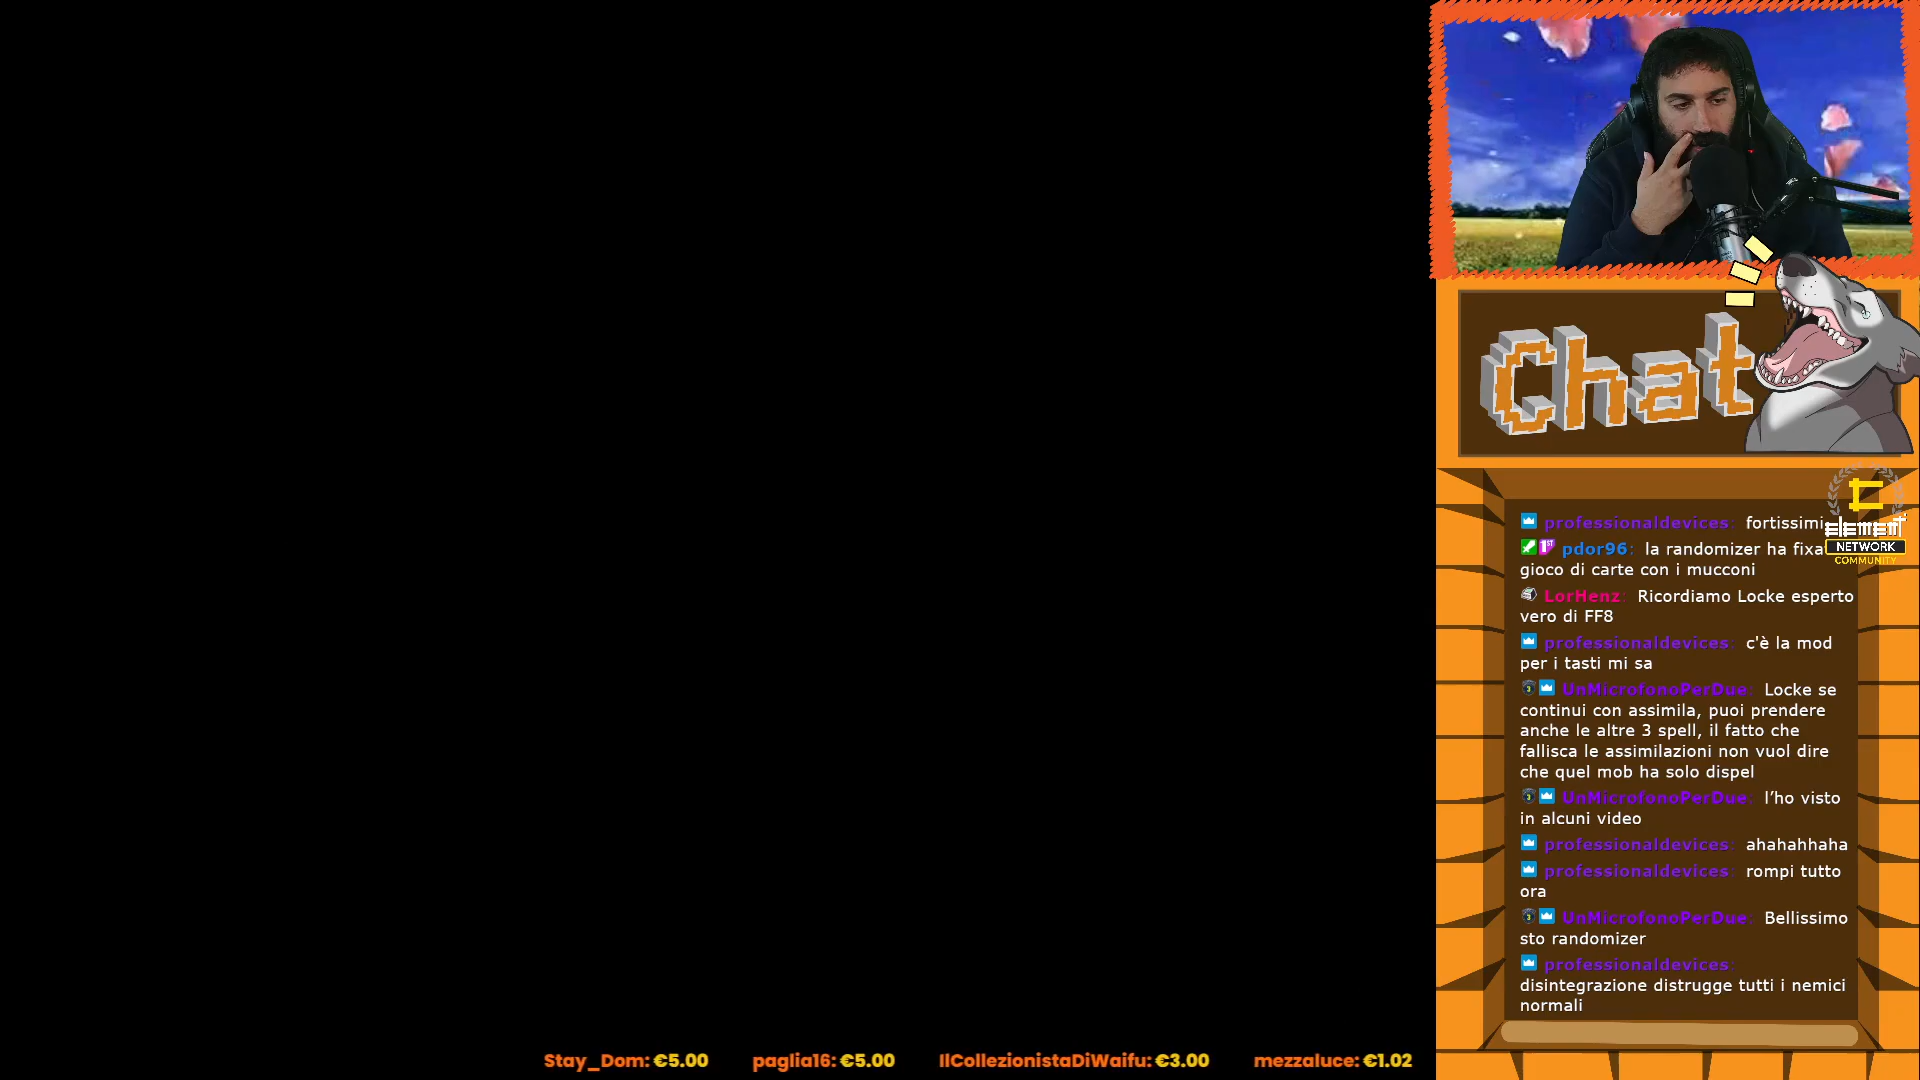 Chat
professionaldevices: fortissimi
pdor96: la randomizer ha fixa
gioco di carte con i mucconi
LorHenz: Ricordiamo Locke esperto
vero di FF8
professionaldevices: c'è la mod
per i tasti mi sa
UnMicrofonoPerDue: Locke se
continui con assimila, puoi prendere
anche le altre 3 spell, il fatto che
fallisca le assimilazioni non vuol dire
che quel mob ha solo dispel
UnMicrofonoPerDue: l’ho visto
in alcuni video
professionaldevices: ahahahhaha
professionaldevices: rompi tutto
ora
UnMicrofonoPerDue: Bellissimo
sto randomizer
professionaldevices:
disintegrazione distrugge tutti i nemici
normali
element
NETWORK
COMMUNITY
Stay_Dom: €5.00 paglia16: €5.00 IlCollezionistaDiWaifu: €3.00 mezzaluce: €1.02